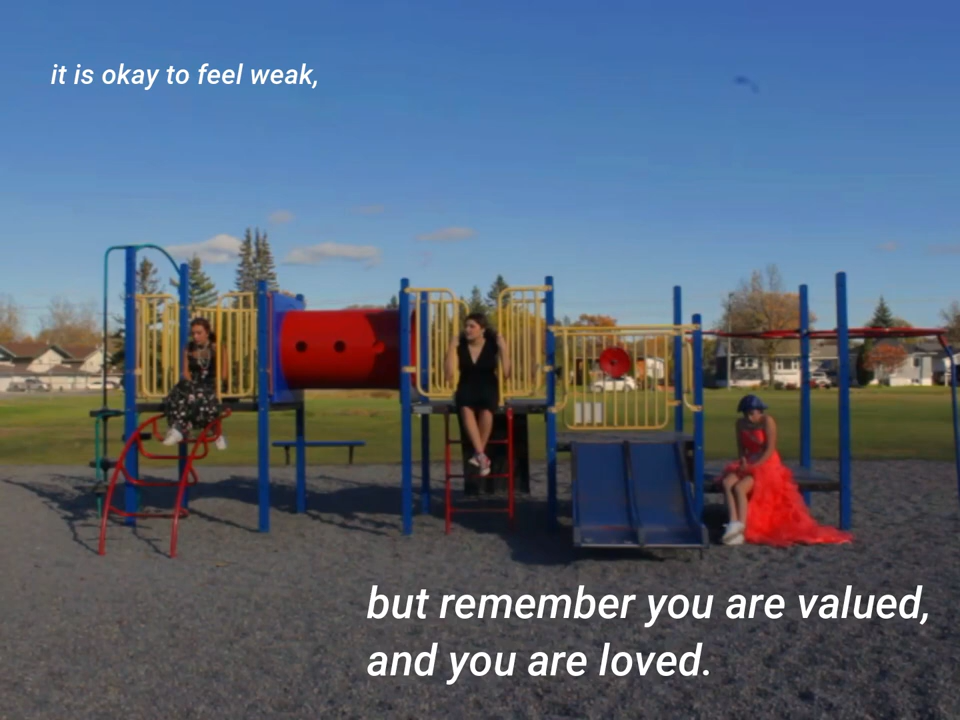 it is okay to feel weak,
but remember you are valued,
and you are loved.